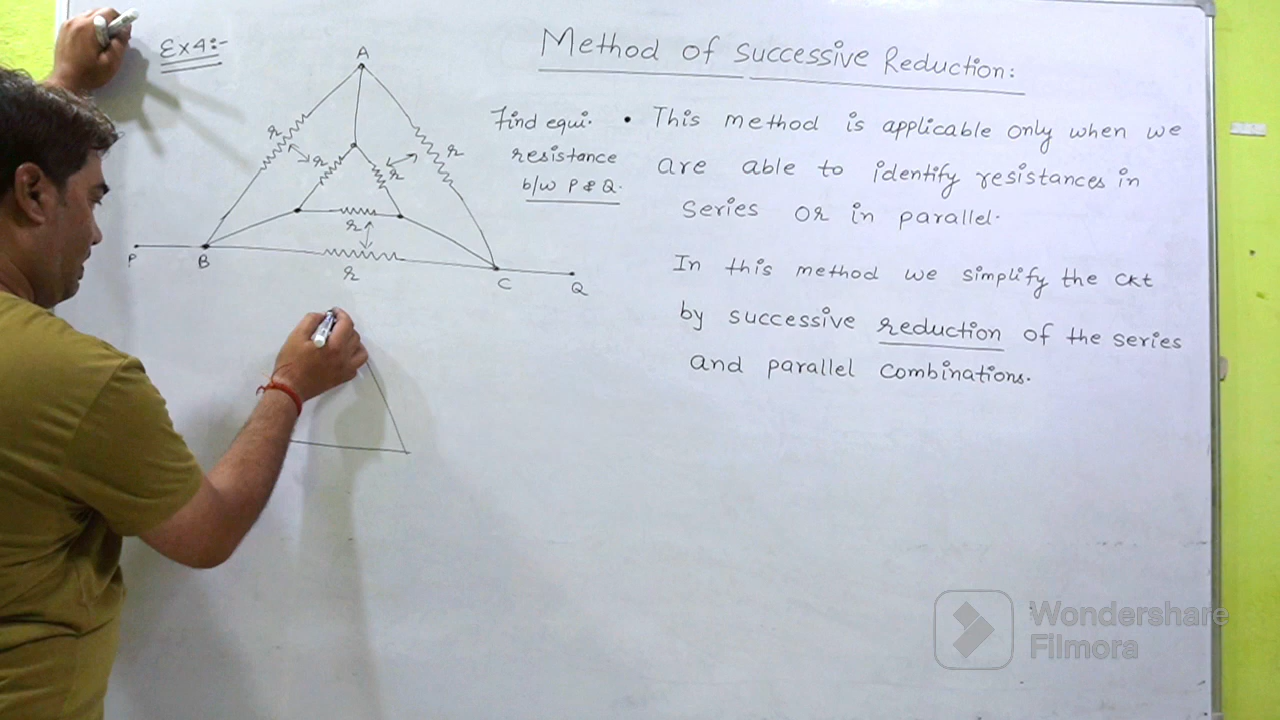 Ex4:-
Method of Successive Reduction:
A
Find equi.
resistance
b/w P & Q.
• This method is applicable only when we
are able to identify resistances in
series or in parallel.
In this method we simplify the ckt
by successive reduction of the series
and parallel combinations.
r
r
r
r
r
r
P
B
C
Q
Wondershare
Filmora